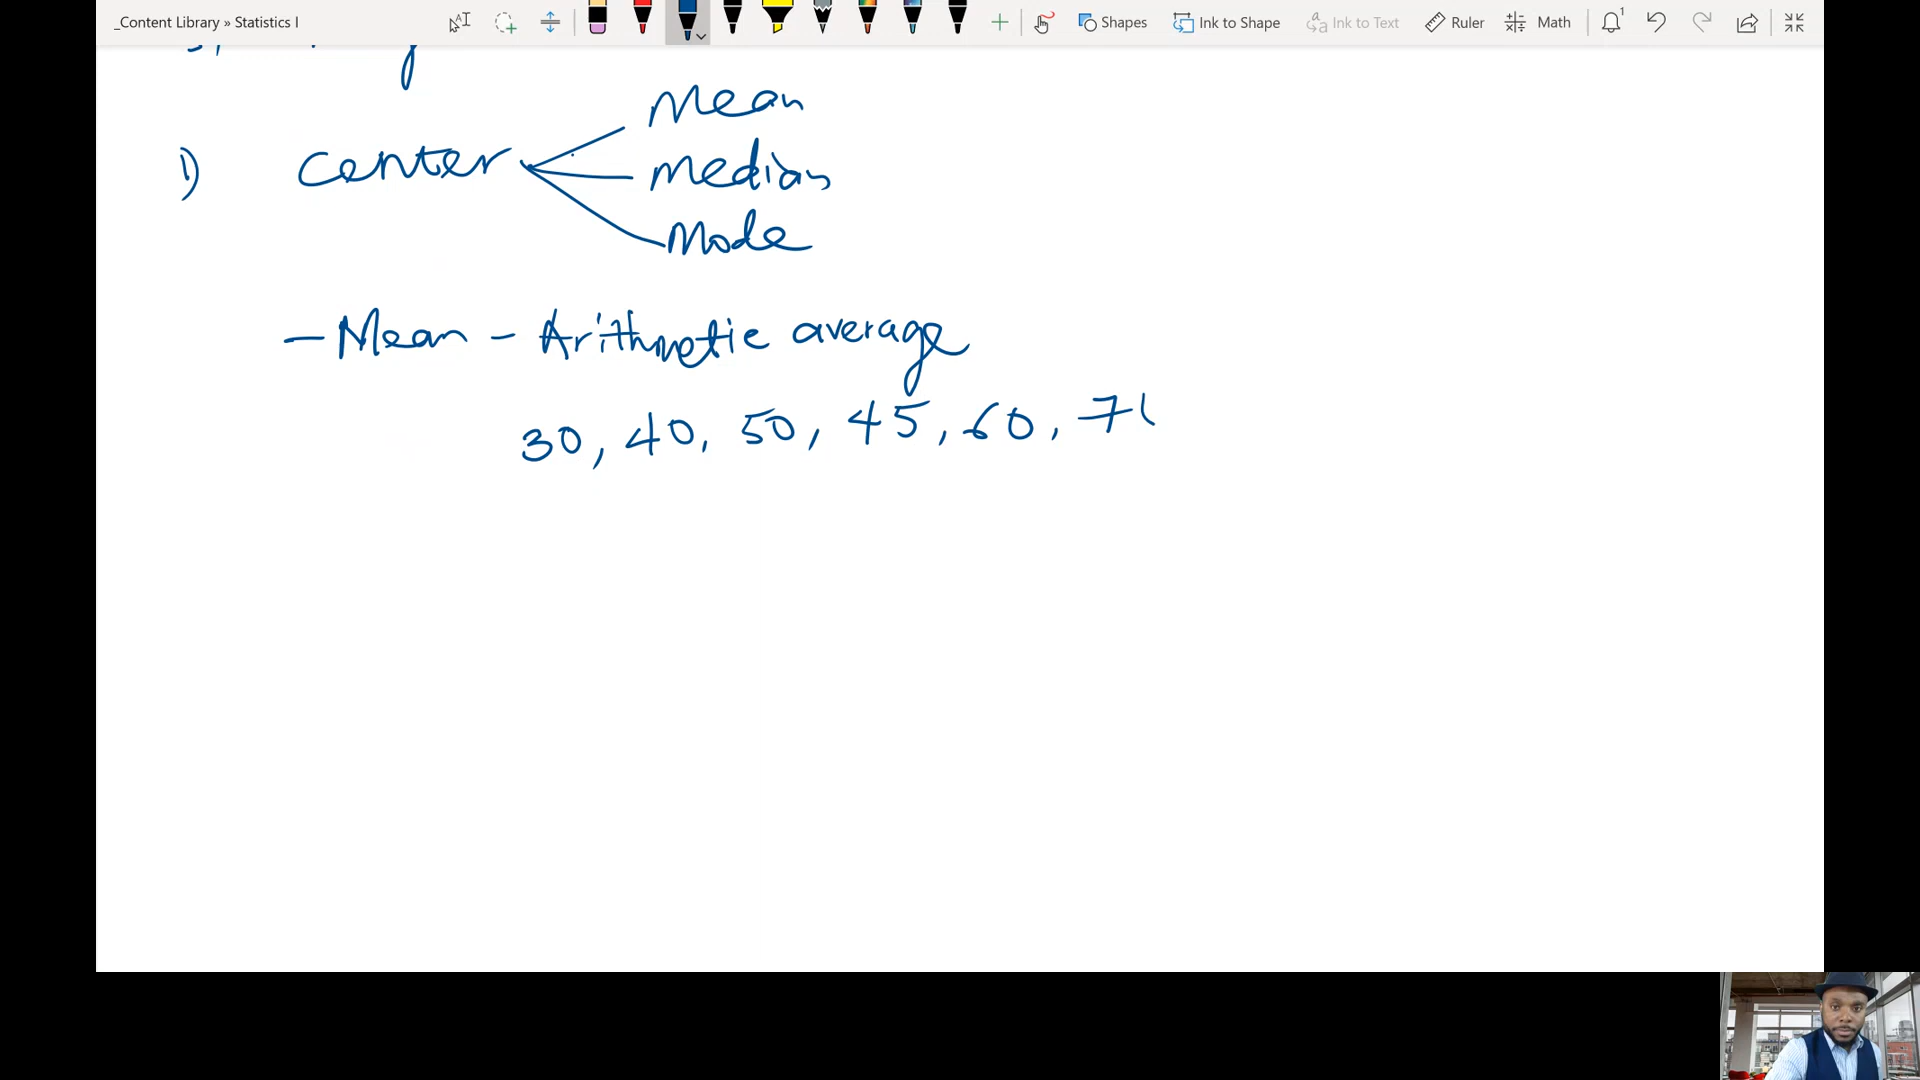 _Content Library » Statistics I
Shapes
Ink to Shape
Ink to Text
Ruler
Math
1
Mean
1) Center
Median
Mode
- Mean - Arithmetic average
30, 40, 50, 45, 60,